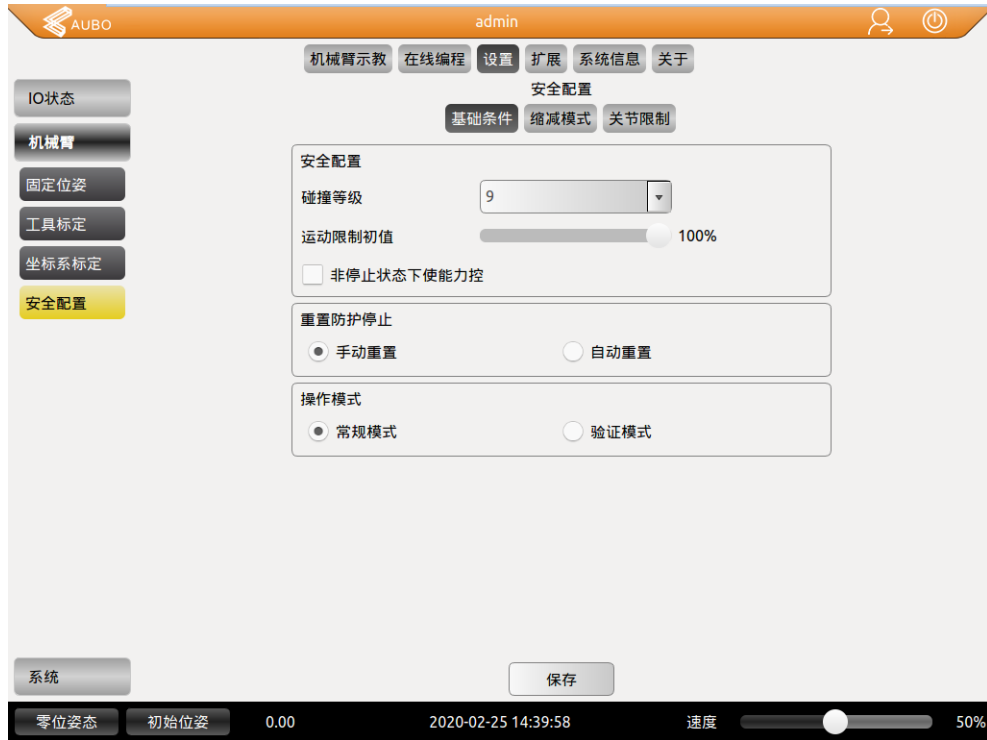 AUBO
admin
机械臂示教 在线编程 设置 扩展 系统信息 关于
IO状态
机械臂
固定位姿
工具标定
坐标系标定
安全配置
安全配置
基础条件 缩减模式 关节限制
安全配置
碰撞等级 9
运动限制初值 100%
非停止状态下使能力控
重置防护停止
手动重置 自动重置
操作模式
常规模式 验证模式
系统
保存
零位姿态 初始位姿 0.00 2020-02-25 14:39:58 速度 50%